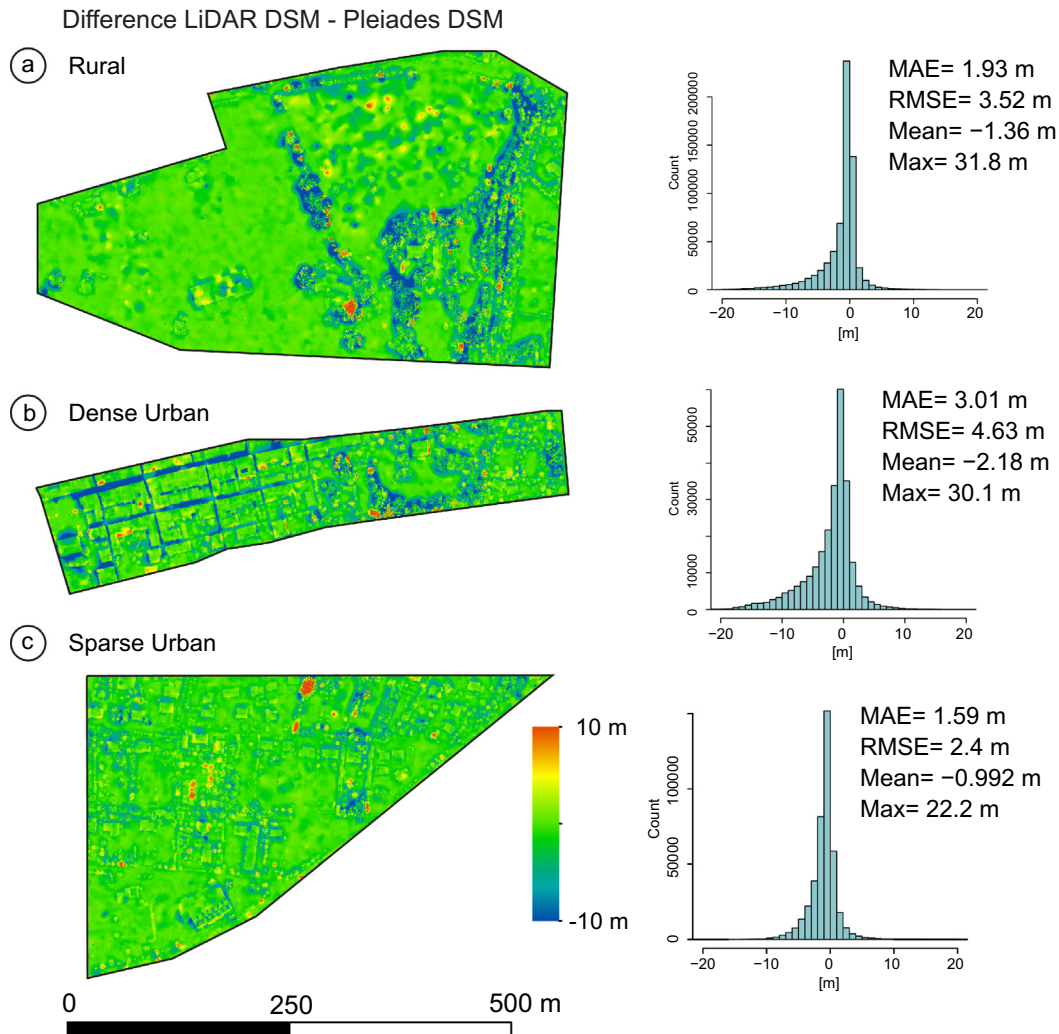 Difference LiDAR DSM - Pleiades DSM
a Rural
MAE= 1.93 m
RMSE= 3.52 m
Mean= −1.36 m
Max= 31.8 m
Count
0 50000 100000 150000 200000
−20 −10 0 10 20
[m]
b Dense Urban
MAE= 3.01 m
RMSE= 4.63 m
Mean= −2.18 m
Max= 30.1 m
Count
0 10000 30000 50000
−20 −10 0 10 20
[m]
c Sparse Urban
10 m
-10 m
MAE= 1.59 m
RMSE= 2.4 m
Mean= −0.992 m
Max= 22.2 m
Count
0 50000 100000
−20 −10 0 10 20
[m]
0 250 500 m